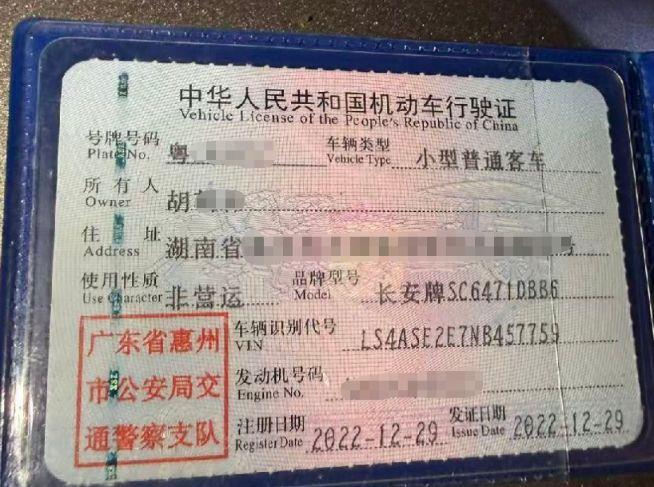 中华人民共和国机动车行驶证
Vehicle License of the People's Republic of China
号牌号码 粤 车辆类型 小型普通客车
Plate No. Vehicle Type
所有人 胡
Owner
住址 湖南省 号
Address
使用性质 非营运 品牌型号 长安牌SC6471DBB6
Use Character Model
广东省惠州 车辆识别代号 LS4ASE2E7NB457759
VIN
市公安局交 发动机号码
Engine No.
通警察支队 注册日期 2022-12-29 发证日期 2022-12-29
Register Date Issue Date